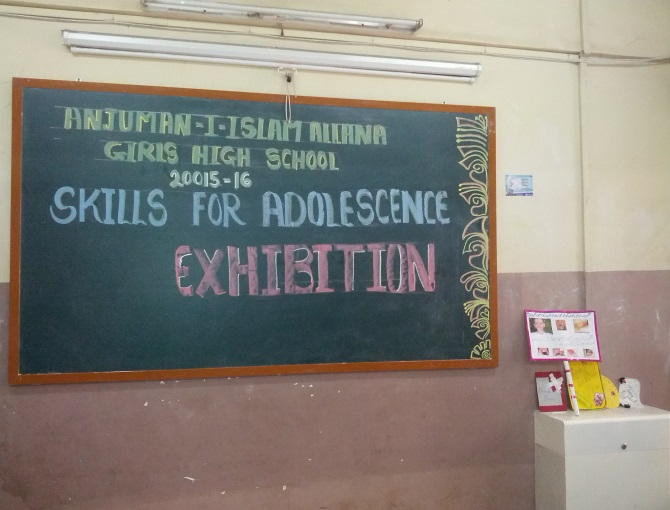 ANJUMAN-I-ISLAM ALLANA
GIRLS HIGH SCHOOL
20015-16
SKILLS FOR ADOLESCENCE
EXHIBITION